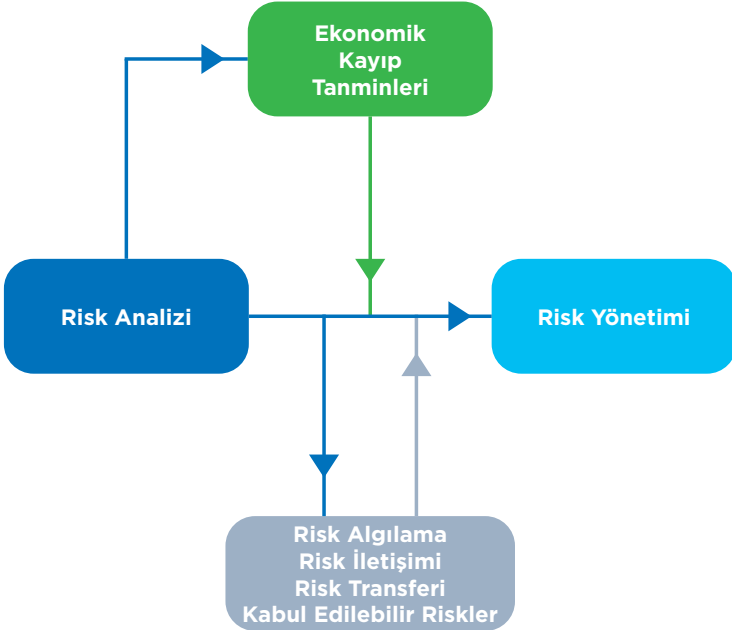 Ekonomik
Kayıp
Tanminleri
Risk Analizi
Risk Yönetimi
Risk Algılama
Risk İletişimi
Risk Transferi
Kabul Edilebilir Riskler